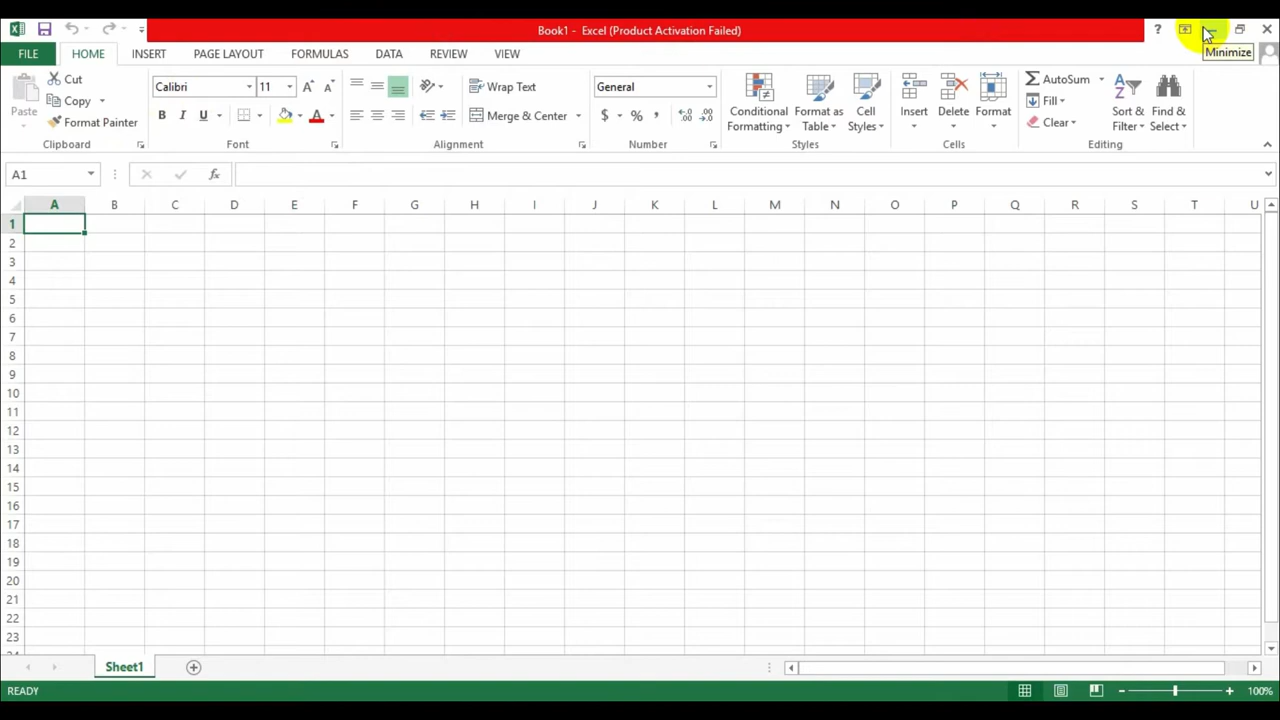 Book1 - Excel (Product Activation Failed)
?
Minimize
FILE HOME INSERT PAGE LAYOUT FORMULAS DATA REVIEW VIEW
Cut
Copy
Format Painter
Paste
Clipboard
Calibri 11
B I U
Font
Wrap Text
Merge & Center
Alignment
General
$ % ,
Number
Conditional Formatting
Format as Table
Cell Styles
Styles
Insert Delete Format
Cells
AutoSum
Fill
Clear
Sort & Filter
Find & Select
Editing
A1 fx
A B C D E F G H I J K L M N O P Q R S T U
1
2
3
4
5
6
7
8
9
10
11
12
13
14
15
16
17
18
19
20
21
22
23
Sheet1
READY 100%